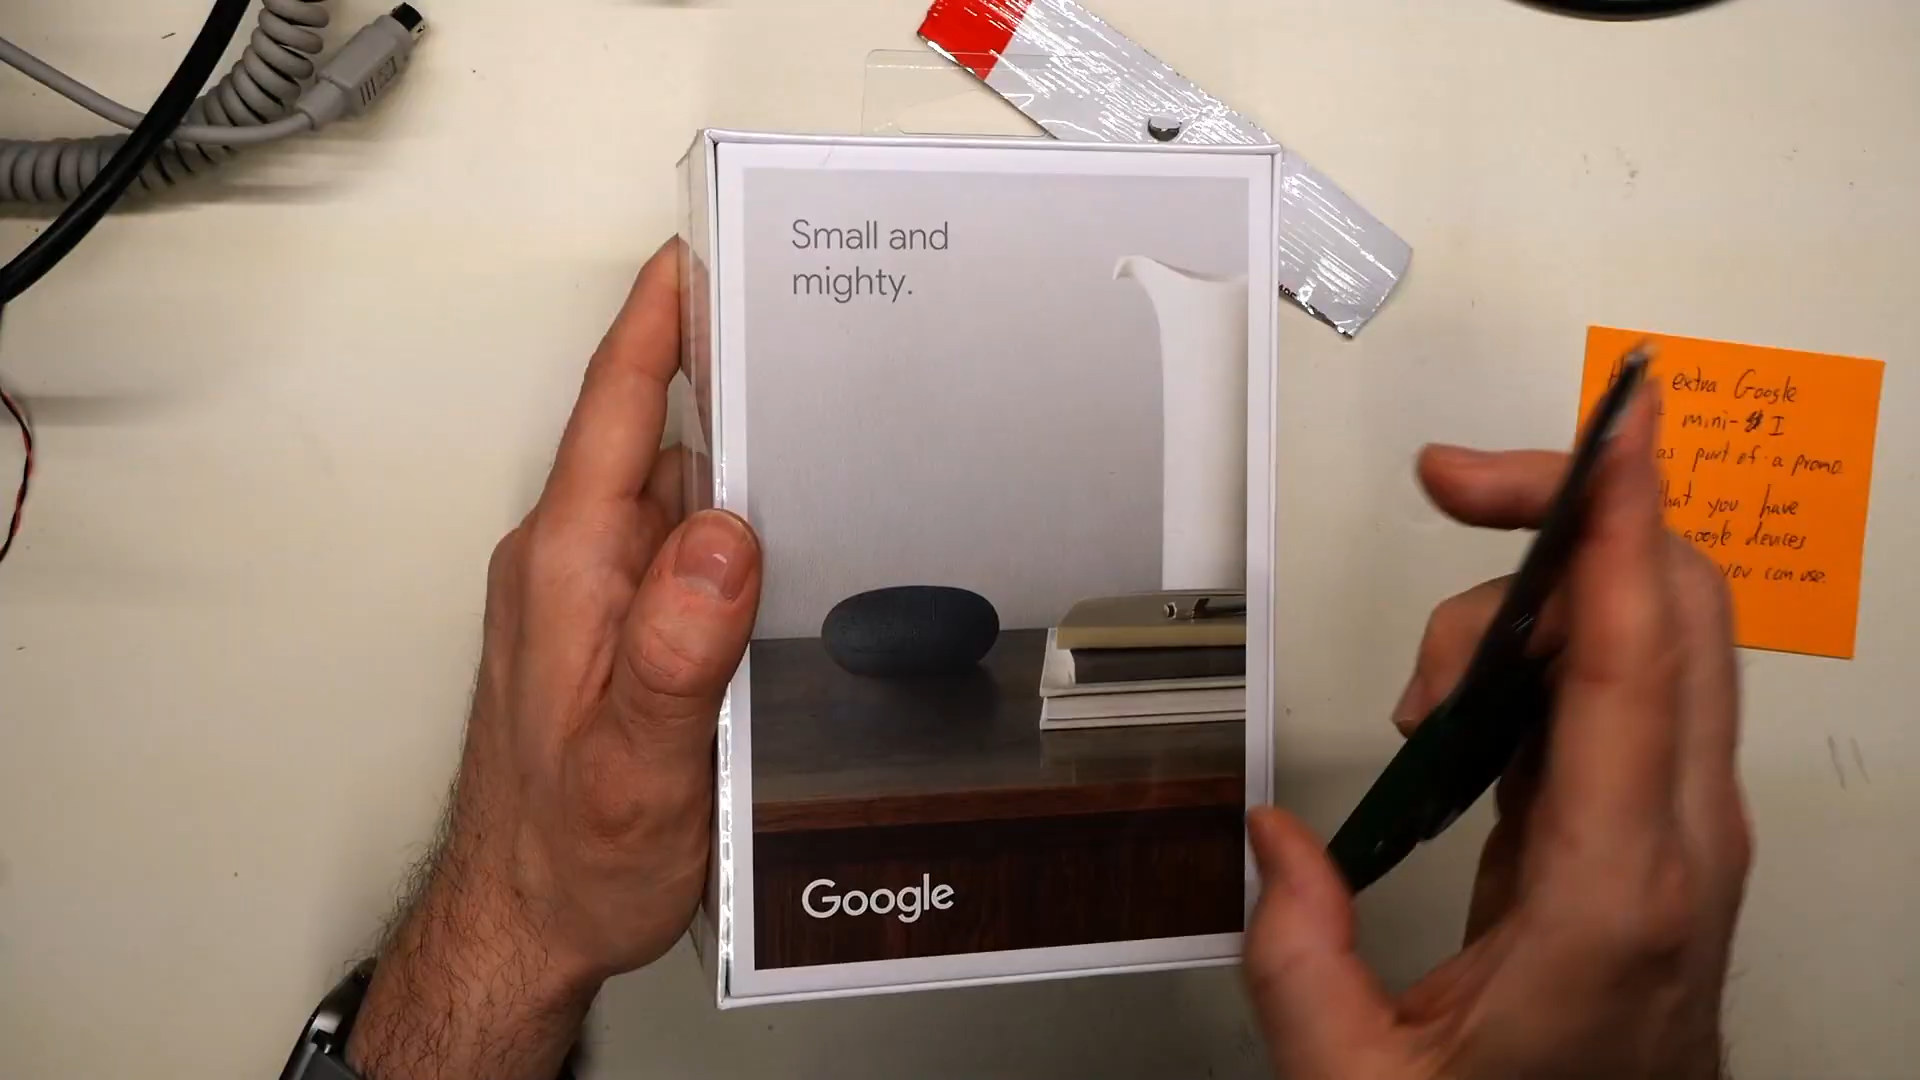 Small and
mighty.
Google
extra Google
mini- I
as part of a promo
that you have
google devices
you can use.